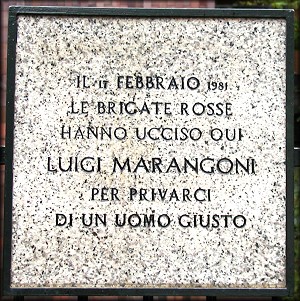 IL 17 FEBBRAIO 1981
LE BRIGATE ROSSE
HANNO UCCISO QUI
LUIGI MARANGONI
PER PRIVARCI
DI UN UOMO GIUSTO